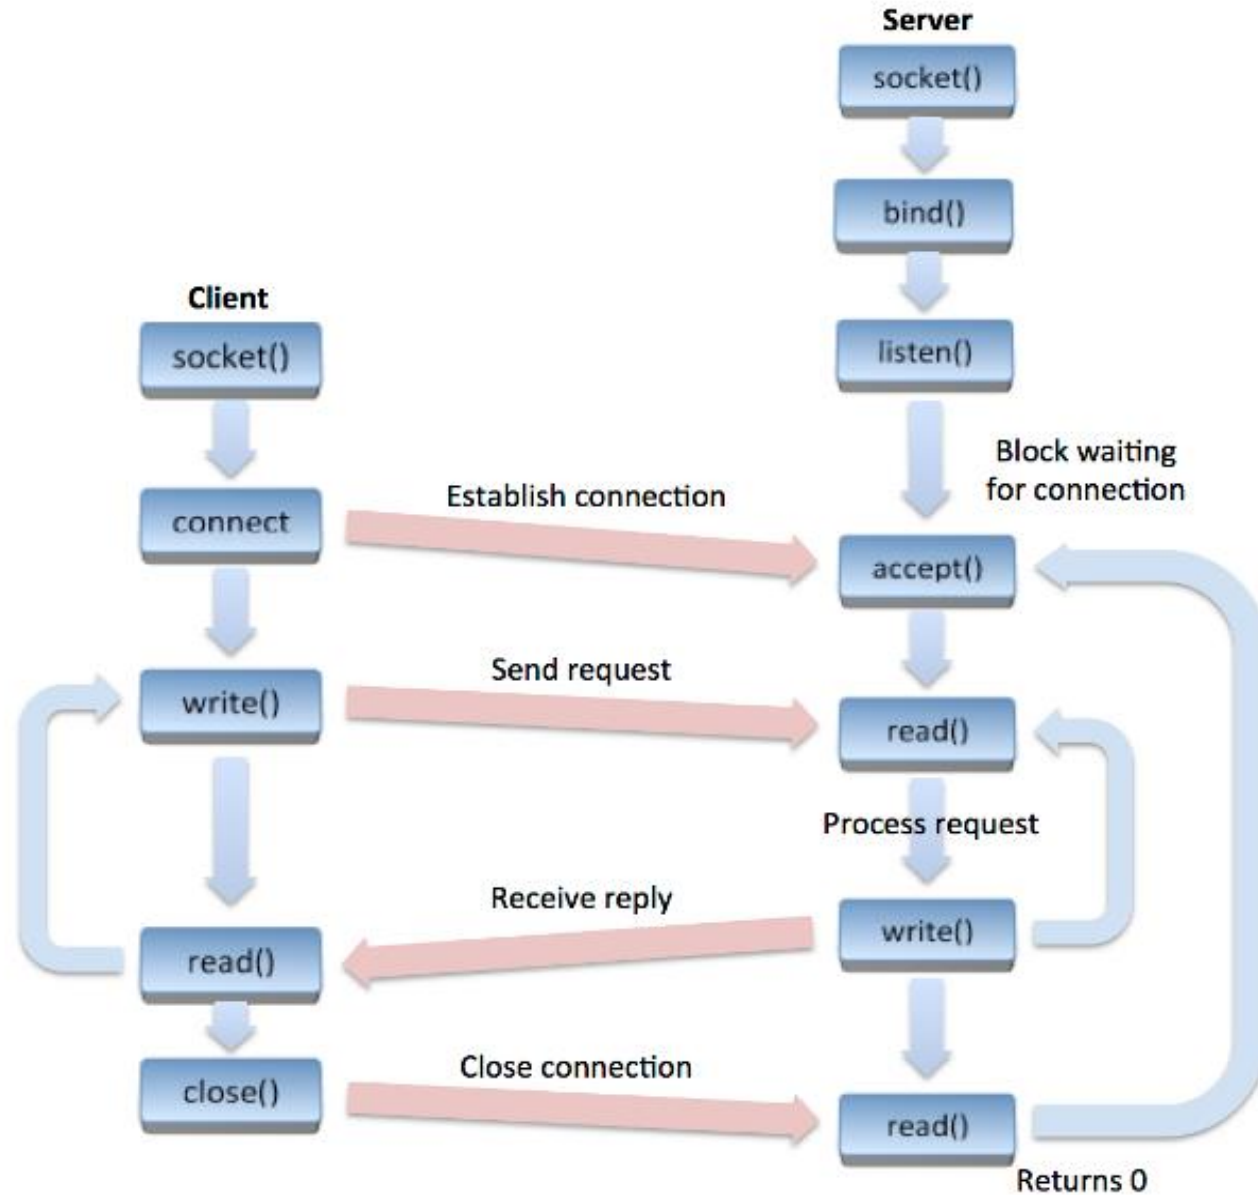 Server
socket()
bind()
Client
socket()
listen()
Block waiting
for connection
connect
Establish connection
accept()
write()
Send request
read()
Process request
Receive reply
write()
read()
close()
Close connection
read()
Returns 0